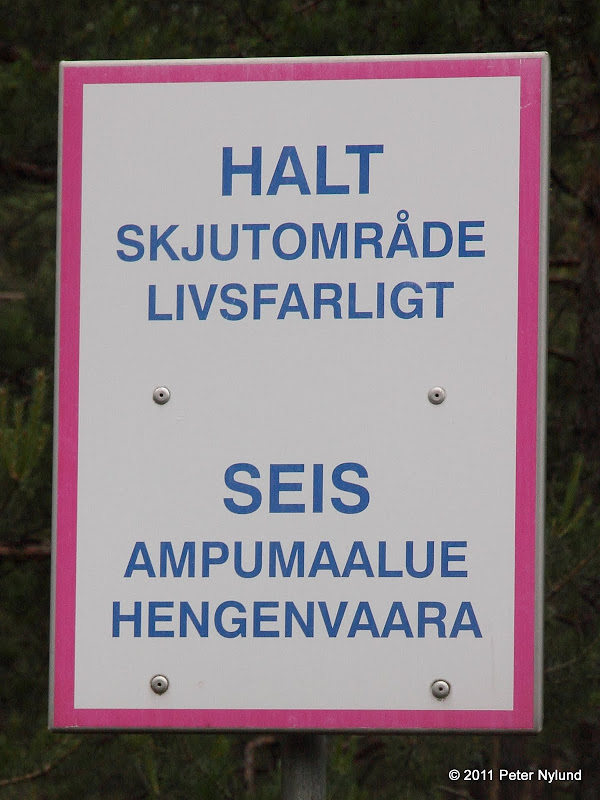 HALT
SKJUTOMRÅDE
LIVSFARLIGT
SEIS
AMPUMAALUE
HENGENVAARA
© 2011 Peter Nylund